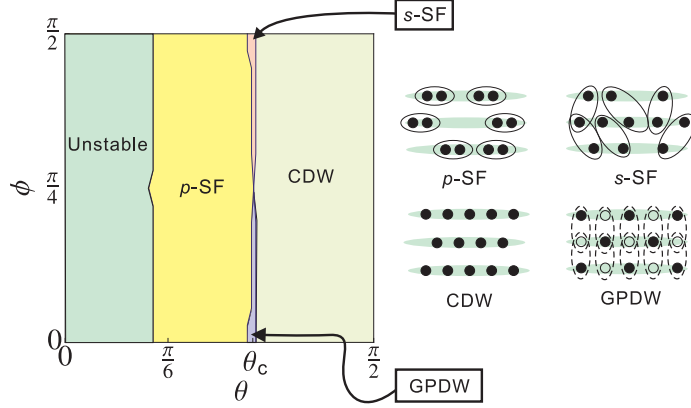 s-SF
π/2
Unstable
p-SF
CDW
φ
π/4
0
0
π/6
θc
π/2
θ
GPDW
p-SF
s-SF
CDW
GPDW